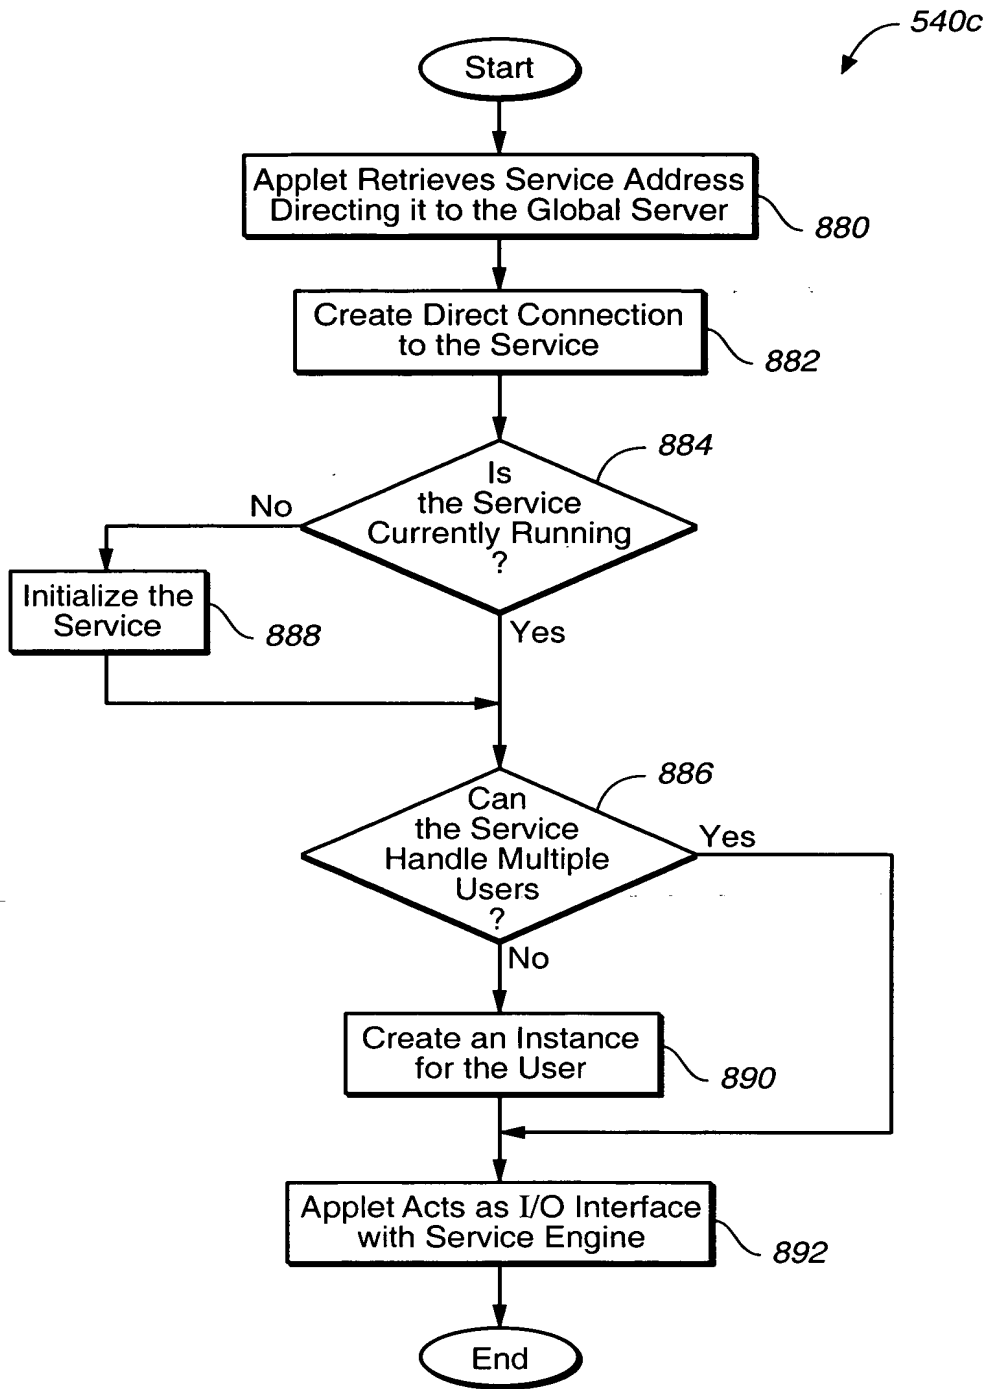 540c
Start
Applet Retrieves Service Address
Directing it to the Global Server
880
Create Direct Connection
to the Service
882
884
Is
the Service
Currently Running
?
No
Yes
Initialize the
Service
888
886
Can
the Service
Handle Multiple
Users
?
Yes
No
Create an Instance
for the User
890
Applet Acts as I/O Interface
with Service Engine
892
End